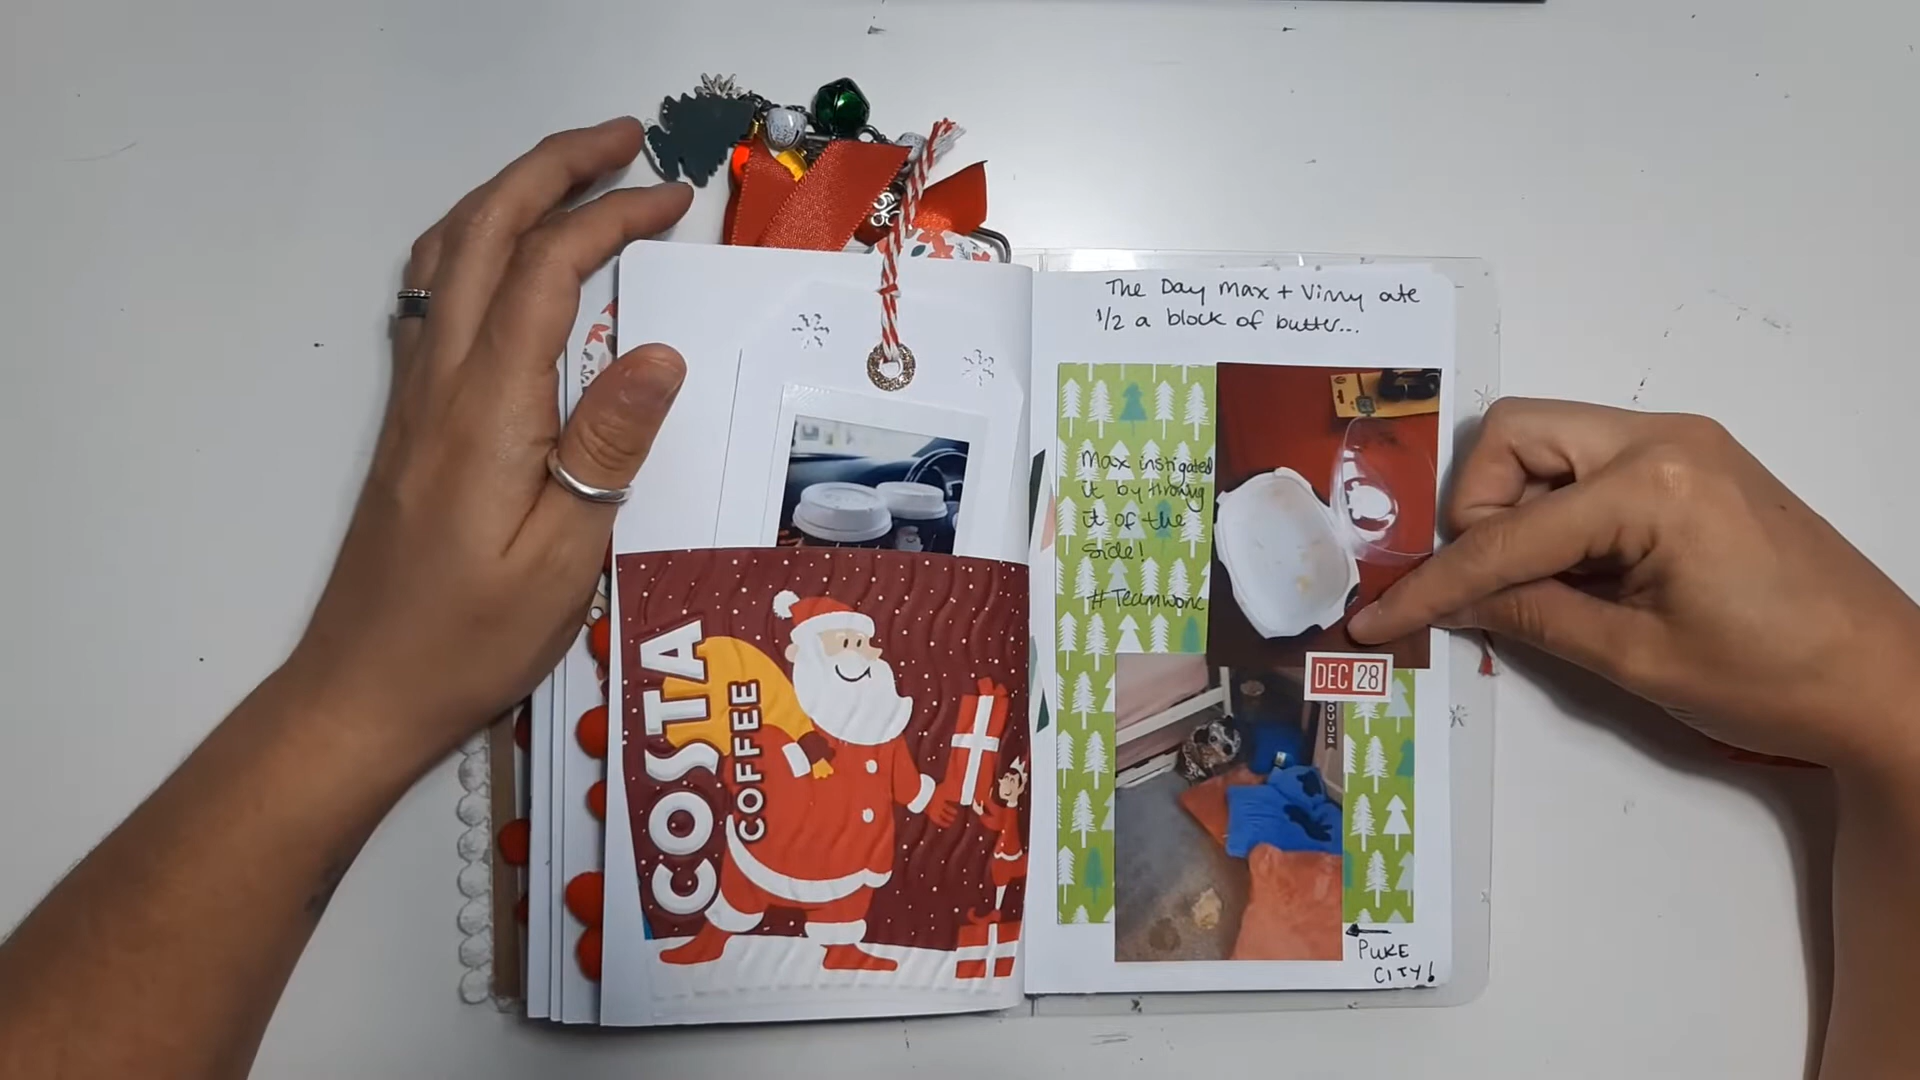 The Day Max + Vinny ate
1/2 a block of butter...
Max instigated
it by throwing
it of the
side!
#Teamwork
DEC 28
PUKE
CITY!
COSTA
COFFEE